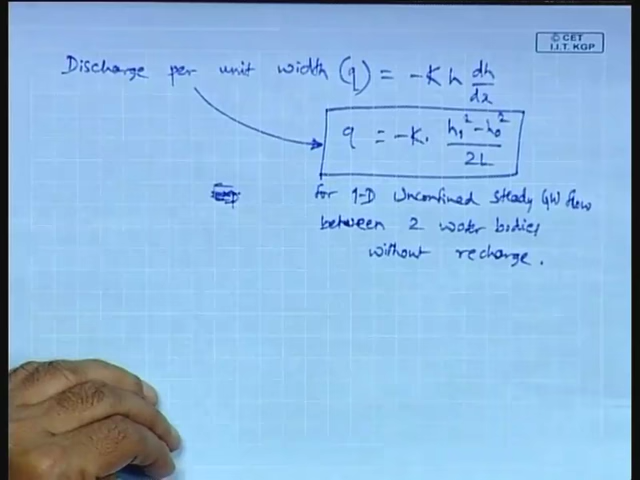 © CET
I.I.T. KGP
Discharge per unit width (q) = -K h dh/dx
q = -K. h₁² - h₀² / 2L
for 1-D Unconfined steady GW flow
between 2 water bodies
without recharge.